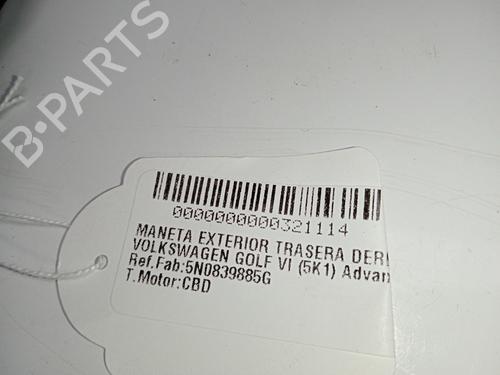 B-PARTS
0000000000321114
MANETA EXTERIOR TRASERA DERE
VOLKSWAGEN GOLF VI (5K1) Advan
Ref.Fab:5N0839885G
T.Motor:CBD